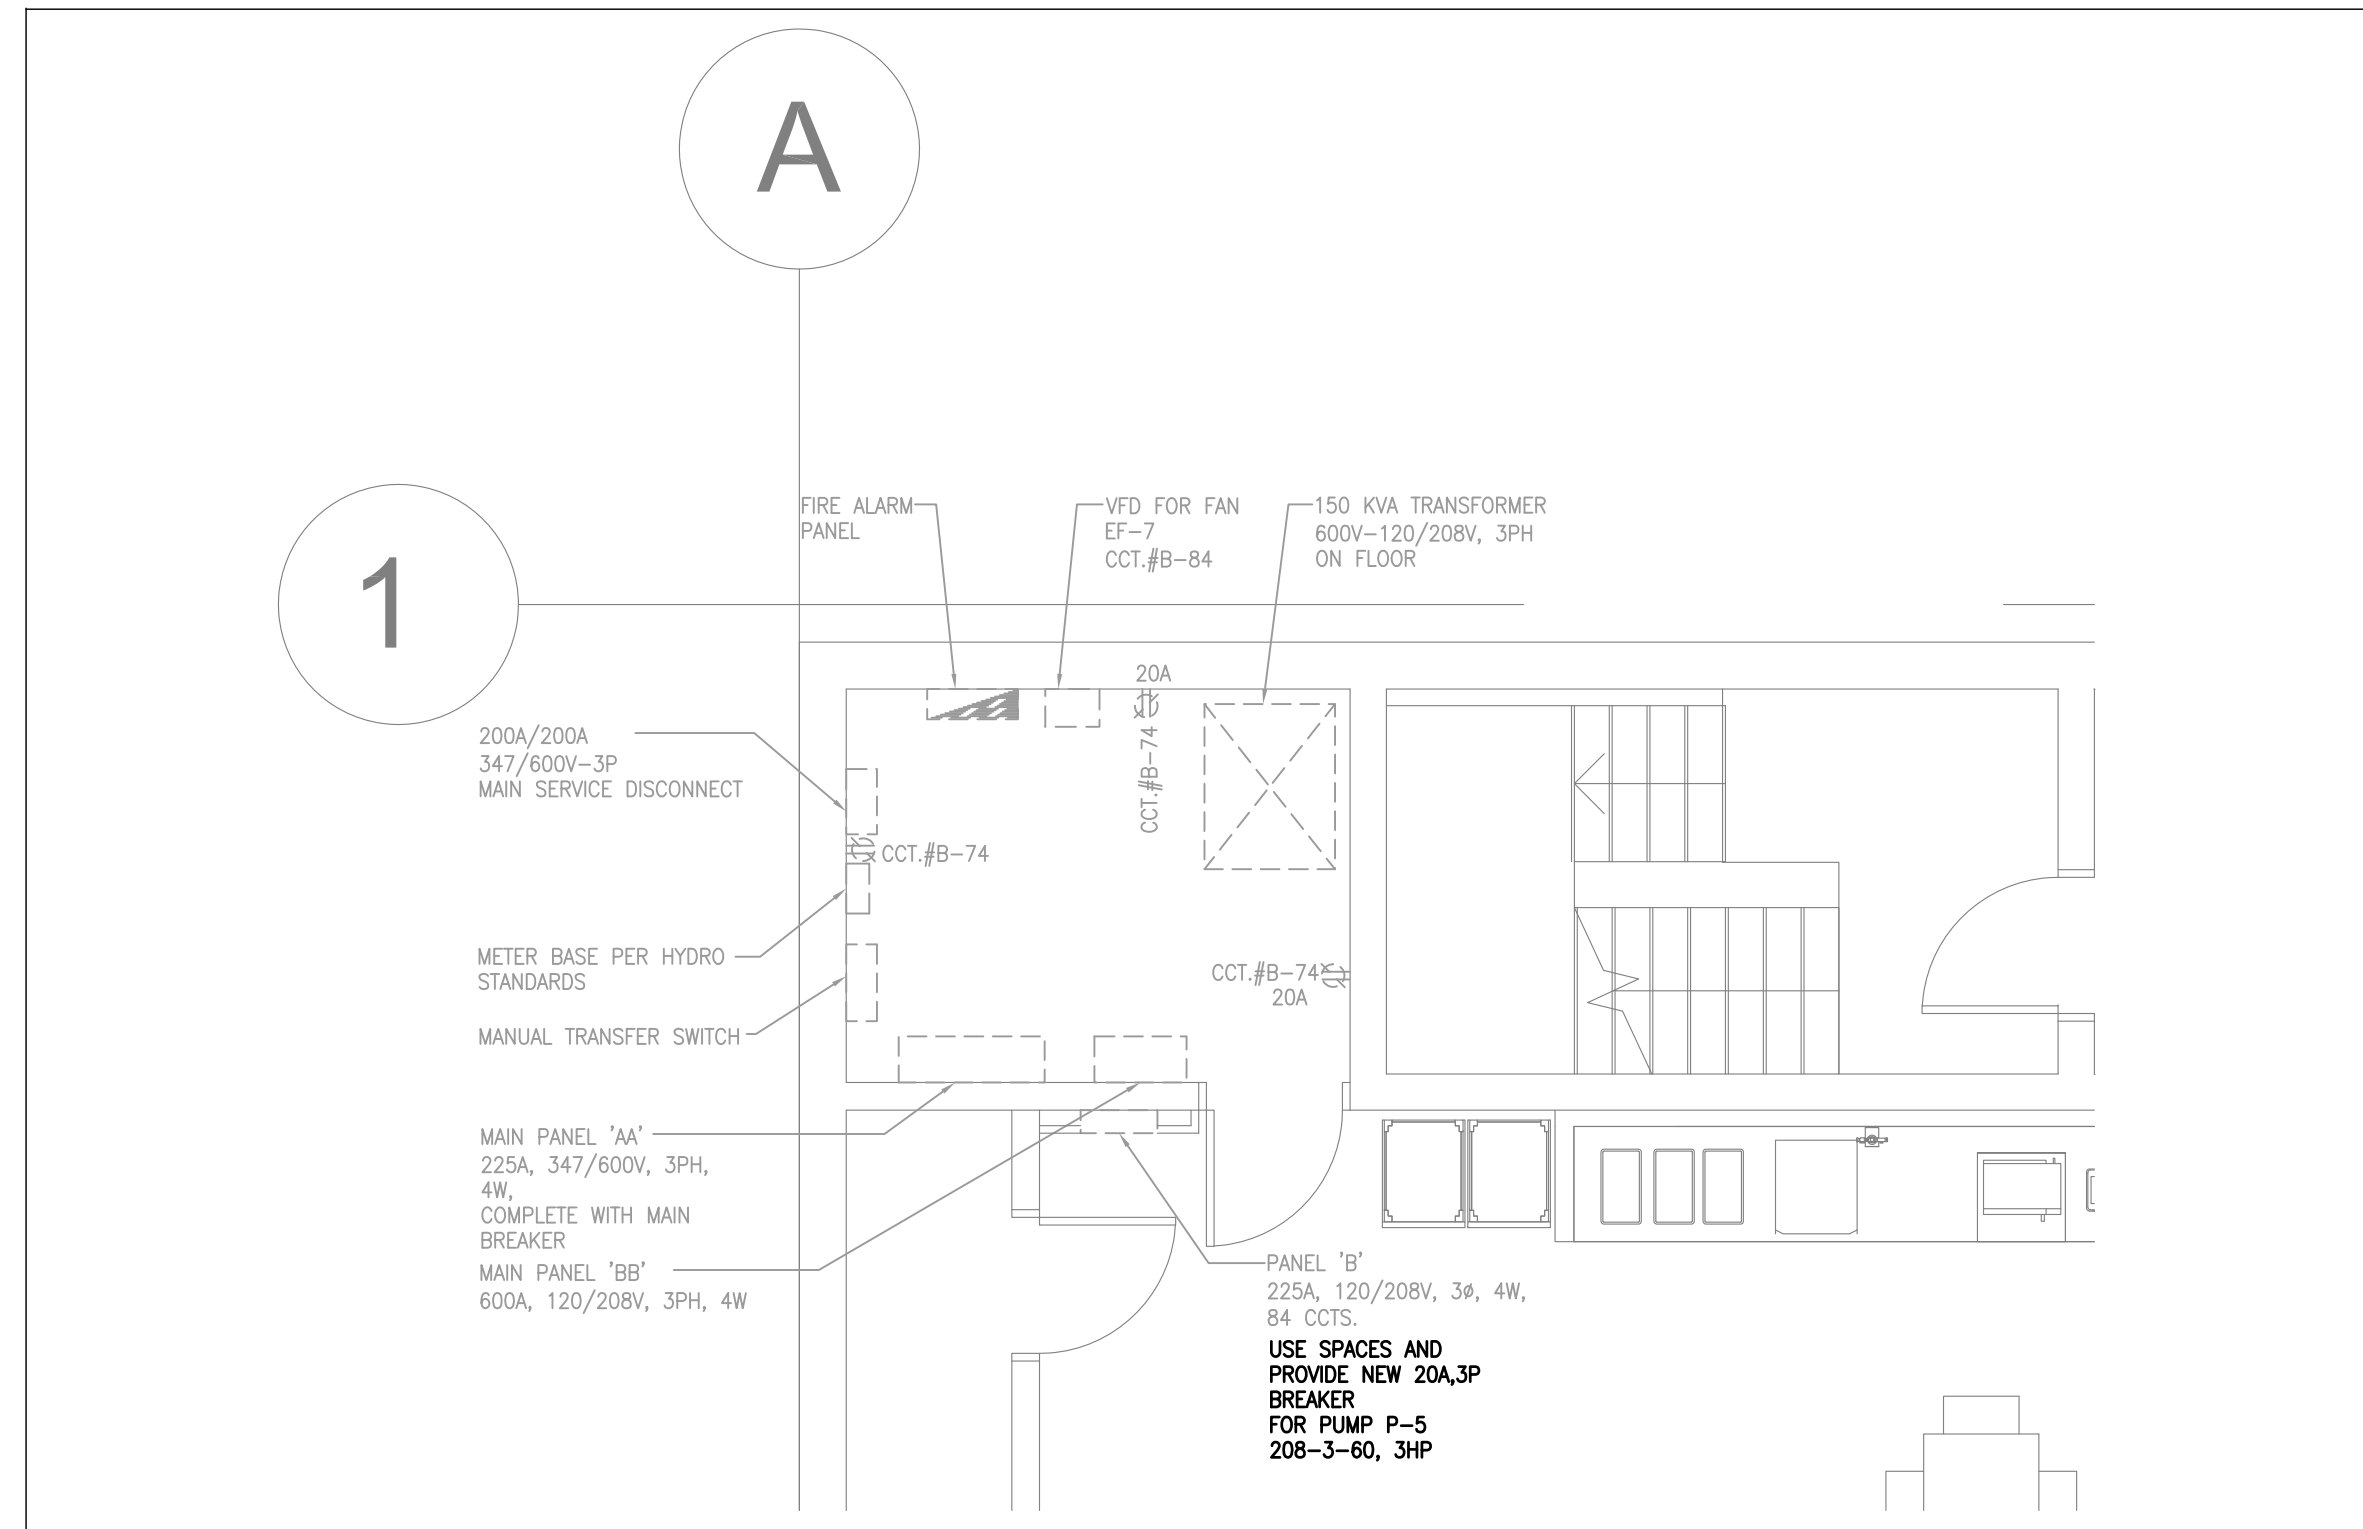 A
1
FIRE ALARM
PANEL
VFD FOR FAN
EF-7
CCT.#B-84
150 KVA TRANSFORMER
600V-120/208V, 3PH
ON FLOOR
20A
CCT.#B-74
200A/200A
347/600V-3P
MAIN SERVICE DISCONNECT
CCT.#B-74
METER BASE PER HYDRO
STANDARDS
CCT.#B-74
20A
MANUAL TRANSFER SWITCH
MAIN PANEL 'AA'
225A, 347/600V, 3PH,
4W,
COMPLETE WITH MAIN
BREAKER
MAIN PANEL 'BB'
600A, 120/208V, 3PH, 4W
PANEL 'B'
225A, 120/208V, 3ø, 4W,
84 CCTS.
USE SPACES AND
PROVIDE NEW 20A,3P
BREAKER
FOR PUMP P-5
208-3-60, 3HP